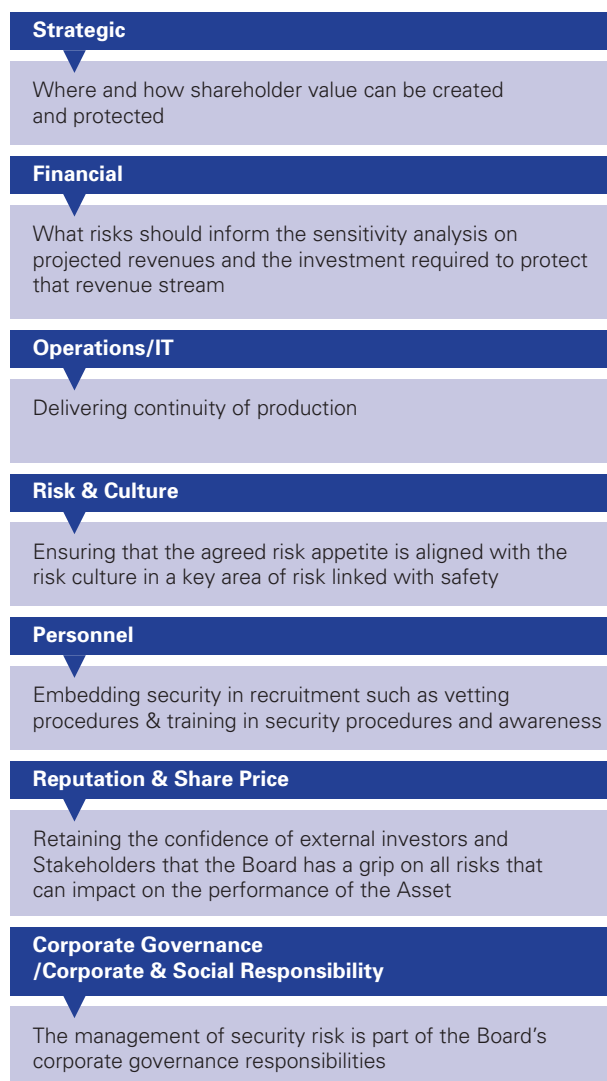 Strategic
Where and how shareholder value can be created
and protected
Financial
What risks should inform the sensitivity analysis on
projected revenues and the investment required to protect
that revenue stream
Operations/IT
Delivering continuity of production
Risk & Culture
Ensuring that the agreed risk appetite is aligned with the
risk culture in a key area of risk linked with safety
Personnel
Embedding security in recruitment such as vetting
procedures & training in security procedures and awareness
Reputation & Share Price
Retaining the confidence of external investors and
Stakeholders that the Board has a grip on all risks that
can impact on the performance of the Asset
Corporate Governance
/Corporate & Social Responsibility
The management of security risk is part of the Board's
corporate governance responsibilities